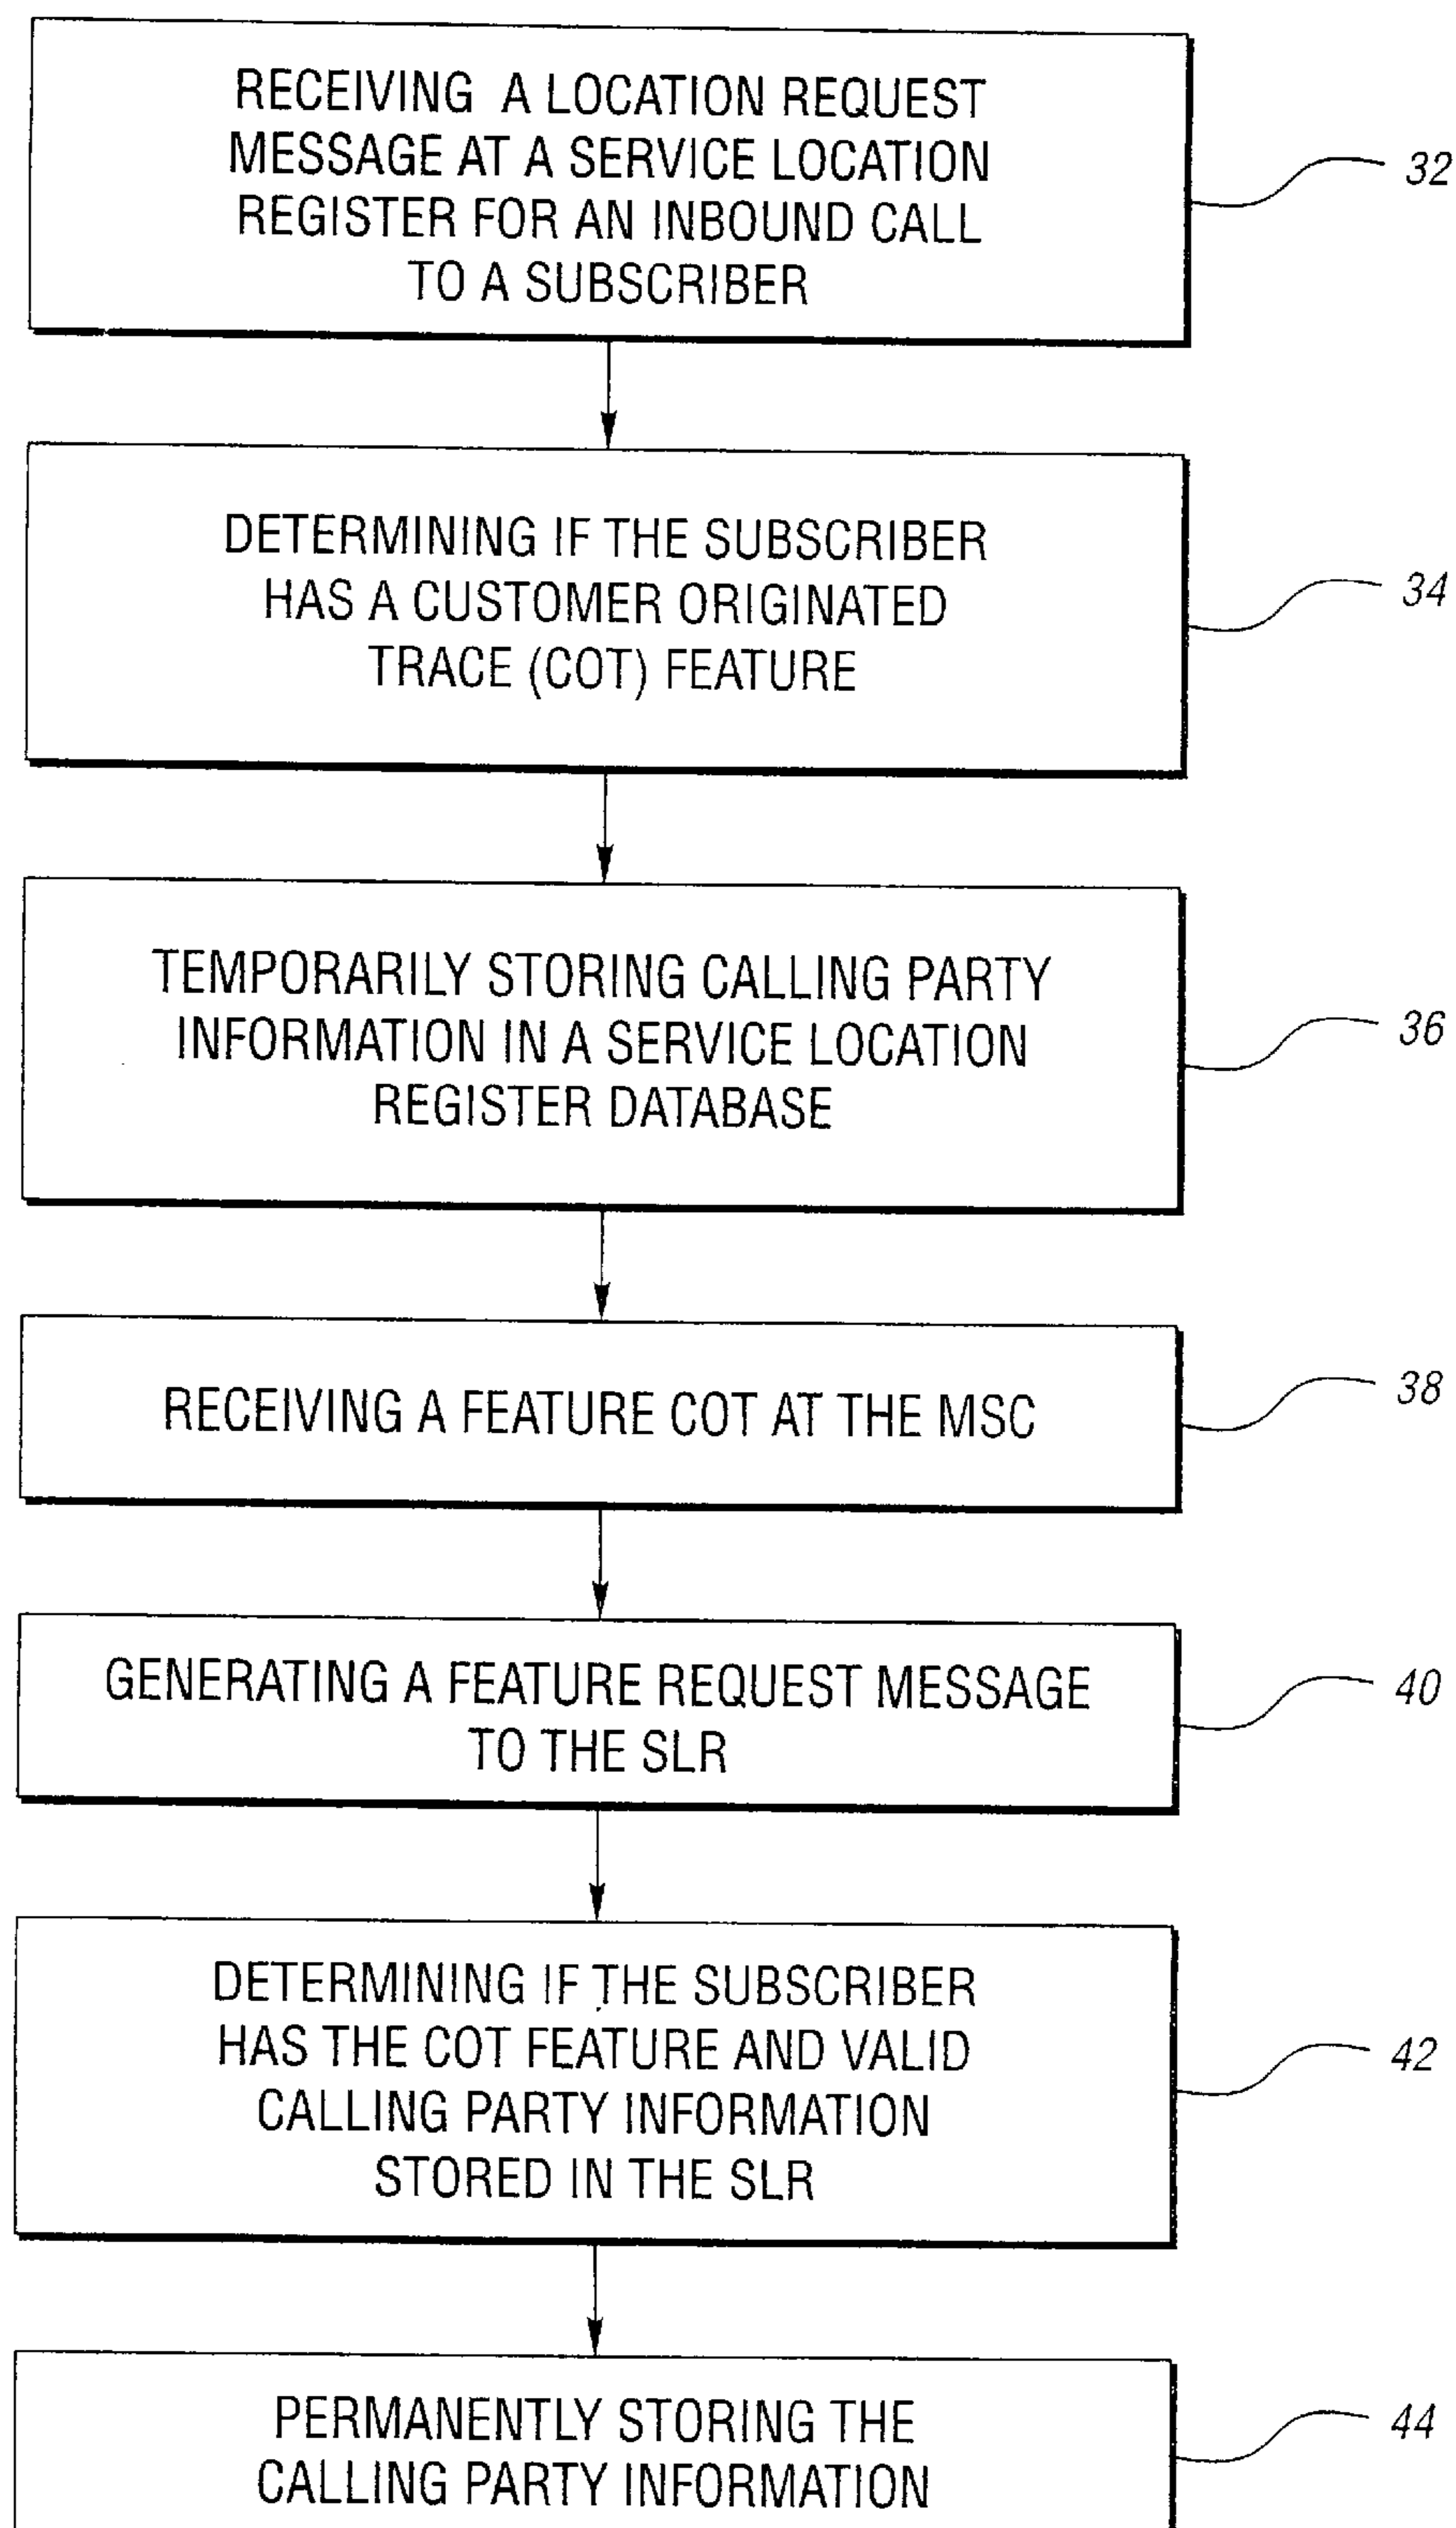 RECEIVING A LOCATION REQUEST
MESSAGE AT A SERVICE LOCATION
REGISTER FOR AN INBOUND CALL
TO A SUBSCRIBER
32
DETERMINING IF THE SUBSCRIBER
HAS A CUSTOMER ORIGINATED
TRACE (COT) FEATURE
34
TEMPORARILY STORING CALLING PARTY
INFORMATION IN A SERVICE LOCATION
REGISTER DATABASE
36
RECEIVING A FEATURE COT AT THE MSC
38
GENERATING A FEATURE REQUEST MESSAGE
TO THE SLR
40
DETERMINING IF THE SUBSCRIBER
HAS THE COT FEATURE AND VALID
CALLING PARTY INFORMATION
STORED IN THE SLR
42
PERMANENTLY STORING THE
CALLING PARTY INFORMATION
44